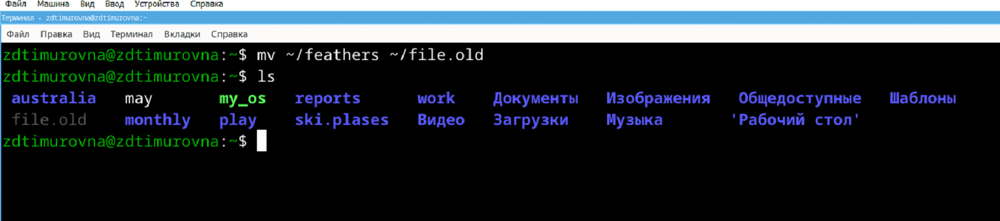 Файл Машина Вид Ввод Устройства Справка
Терминал - zdtimurovna@zdtimurovna:~
Файл Правка Вид Терминал Вкладки Справка
zdtimurovna@zdtimurovna:~$ mv ~/feathers ~/file.old
zdtimurovna@zdtimurovna:~$ ls
australia may my_os reports work Документы Изображения Общедоступные Шаблоны
file.old monthly play ski.plases Видео Загрузки Музыка 'Рабочий стол'
zdtimurovna@zdtimurovna:~$